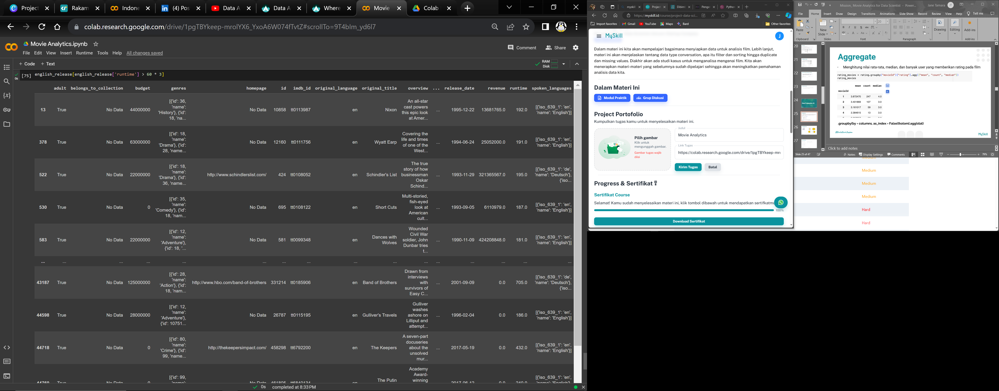 Project
Rakam
Indone
(4) Pos
Data A
Data A
Where
Movie
Colab
colab.research.google.com/drive/1pgTBYkeep-mrolYX6_YxoA6W074fTvtZ#scrollTo=9T4blm_yd6l7
Movie Analytics.ipynb
File Edit View Insert Runtime Tools Help All changes saved
Comment Share
+ Code + Text
RAM
Disk
[75] english_release[english_release['runtime'] > 60 * 3]
0s
adult belongs_to_collection budget genres homepage id imdb_id original_language original_title overview ... release_date revenue runtime spoken_languages
13 True No Data 44000000 [{'id': 36, 'name': 'History'}, {'id': 18, 'na... No Data 10858 tt0113987 en Nixon An all-star cast powers this epic look at Amer... ... 1995-12-22 13681765.0 192.0 [{'iso_639_1': 'en', 'name': 'English'}]
378 True No Data 63000000 [{'id': 18, 'name': 'Drama'}, {'id': 28, 'name... No Data 12160 tt0111756 en Wyatt Earp Covering the life and times of one of the West... ... 1994-06-24 25052000.0 191.0 [{'iso_639_1': 'en', 'name': 'English'}]
522 True No Data 22000000 [{'id': 18, 'name': 'Drama'}, {'id': 36, 'name... http://www.schindlerslist.com/ 424 tt0108052 en Schindler's List The true story of how businessman Oskar Schind... ... 1993-11-29 321365567.0 195.0 [{'iso_639_1': 'de', 'name': 'Deutsch'}, {'iso...
530 True No Data 0 [{'id': 35, 'name': 'Comedy'}, {'id': 18, 'nam... No Data 695 tt0108122 en Short Cuts Multi-storied, fish-eyed look at American cult... ... 1993-09-05 6110979.0 187.0 [{'iso_639_1': 'en', 'name': 'English'}]
583 True No Data 22000000 [{'id': 12, 'name': 'Adventure'}, {'id': 18, '... No Data 581 tt0099348 en Dances with Wolves Wounded Civil War soldier, John Dunbar tries t... ... 1990-11-09 424208848.0 181.0 [{'iso_639_1': 'en', 'name': 'English'}]
... ... ... ... ... ... ... ... ... ... ... ... ... ... ... ...
43187 True No Data 125000000 [{'id': 28, 'name': 'Action'}, {'id': 18, 'nam... http://www.hbo.com/band-of-brothers 331214 tt0185906 en Band of Brothers Drawn from interviews with survivors of Easy C... ... 2001-09-09 0.0 705.0 [{'iso_639_1': 'de', 'name': 'Deutsch'}, {'iso...
44598 True No Data 28000000 [{'id': 12, 'name': 'Adventure'}, {'id': 10751... No Data 26787 tt0115195 en Gulliver's Travels Gulliver washes ashore on Lilliput and attempt... ... 1996-02-04 0.0 186.0 [{'iso_639_1': 'en', 'name': 'English'}]
44718 True No Data 0 [{'id': 80, 'name': 'Crime'}, {'id': 99, 'name... http://thekeepersimpact.com/ 458298 tt6792200 en The Keepers A seven-part docuseries about the unsolved mur... ... 2017-05-19 0.0 432.0 [{'iso_639_1': 'en', 'name': 'English'}]
44760 True No Data 0 [{'id': 99, 'name': No Data 461805 tt6840134 en The Putin Academy Award-winning ... 2017-06-12 0.0 240.0 [{'iso_639_1': 'en', 'name': 'English'}]
0s completed at 8:33 PM
myskill
Project
Dibimb
Penger
Python
https://myskill.id/course/project-data-sci...
Import favorites Gmail YouTube Maps Bard Other favorites
MySkill
J
Dalam materi ini kita akan mempelajari bagaimana menyiapkan data untuk analisis film. Lebih lanjut,
materi ini akan menjelaskan tentang data type conversation, apa itu filter dan sorting hingga duplicate
dan missing values. Diakhir akan ada studi kasus untuk menganalisa mengenai film. Kita akan
menerapkan materi-materi yang sebelumnya sudah dipelajari sehingga akan meningkatkan pemahaman
analisis data kita.
Dalam Materi Ini
Modul Praktik Grup Diskusi
Project Portofolio
Kumpulkan tugas kamu untuk menyelesaikan materi ini.
Pilih gambar
Klik untuk
mengunggah gambar.
Gambar tugas wajib
diisi
Judul
Movie Analytics
Link Tugas
https://colab.research.google.com/drive/1pgTBYkeep-mro
Kirim Tugas Batal
Progress & Sertifikat
Sertifikat Course
Selamat! Kamu sudah menyelesaikan materi ini, klik tombol dibawah untuk mendapatkan sertifkatmu
100%
Download Sertifikat
Mission_ Movie Analytics for Data Scientist - Power...
Jane Tamara JT
File Home Insert Draw Design Transitions Animations Slide Show Record Review View Help Tell me
Paste
New
Slide
20
Drawing
Editing
Add-ins
Clipboard Slides Font Paragraph Add-ins
20
21
22
23
24
25
26
27
Aggregate
- Menghitung nilai rata-rata, median, dan banyak user yang memberikan rating pada film
rating_movies = rating.groupby("movieId")["rating"].agg(["mean", "count", "median"])
rating_movies
mean count median
movieId
1 3.872470 247 4.0
2 3.401869 107 3.0
3 3.161017 59 3.0
4 2.384615 13 3.0
.groupby(by = columns, as_index = False)[kolom].agg(stat)
MySkill
Click to add notes
Slide 25 of 47 Notes Display Settings Comments 79%
Medium
Medium
Medium
Medium
Hard
Hard